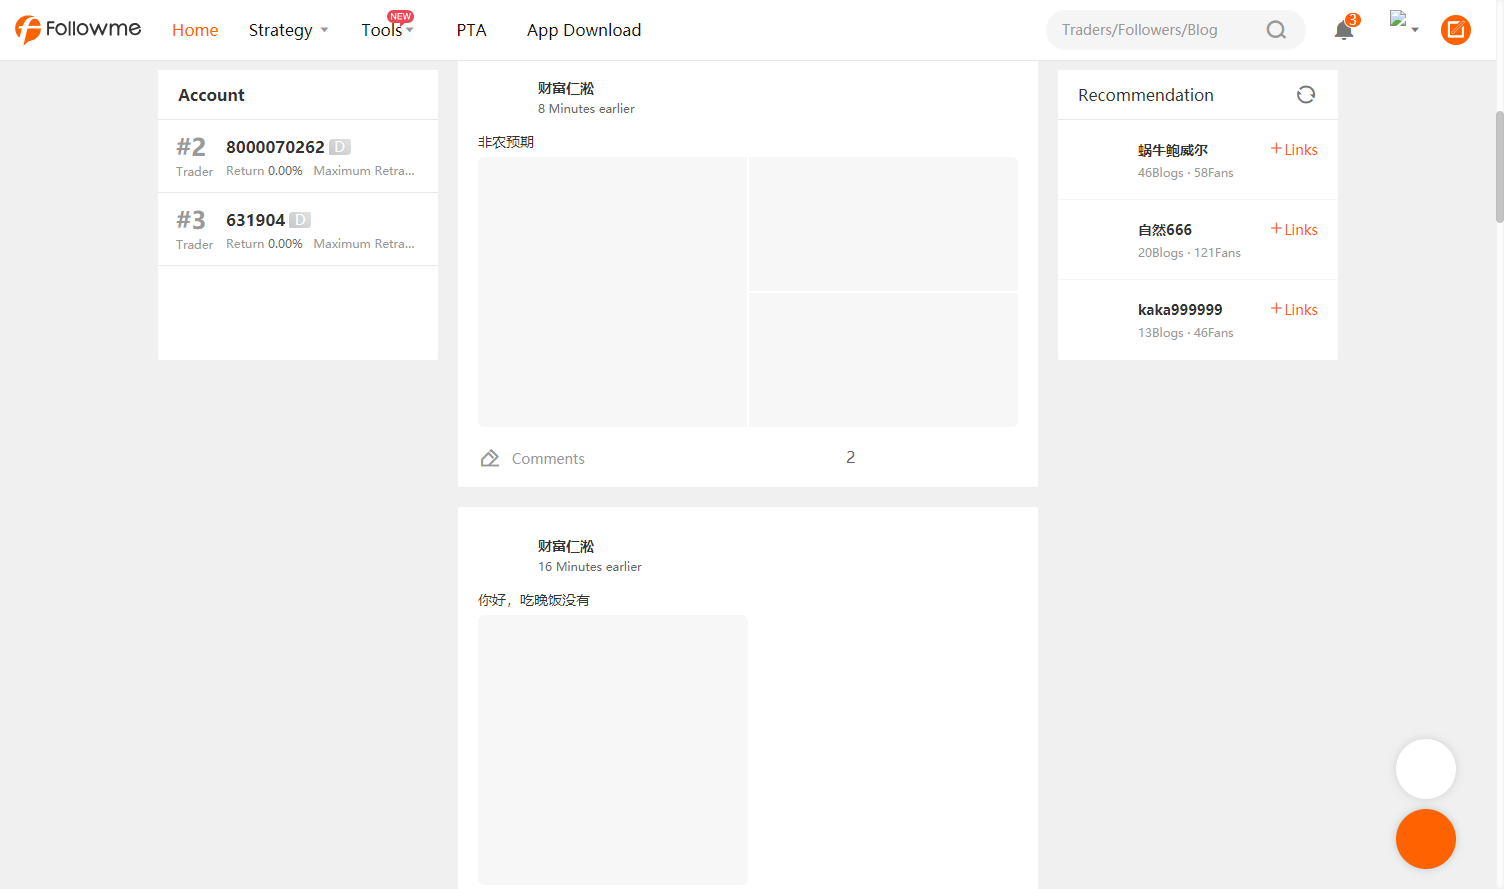 Followme
Home
Strategy
Tools
NEW
PTA
App Download
Traders/Followers/Blog
3
Account
#2
Trader
8000070262 D
Return 0.00% Maximum Retra...
#3
Trader
631904 D
Return 0.00% Maximum Retra...
财富仁淞
8 Minutes earlier
非农预期
Comments
2
财富仁淞
16 Minutes earlier
你好，吃晚饭没有
Recommendation
蜗牛鲍威尔
+Links
46Blogs · 58Fans
自然666
+Links
20Blogs · 121Fans
kaka999999
+Links
13Blogs · 46Fans